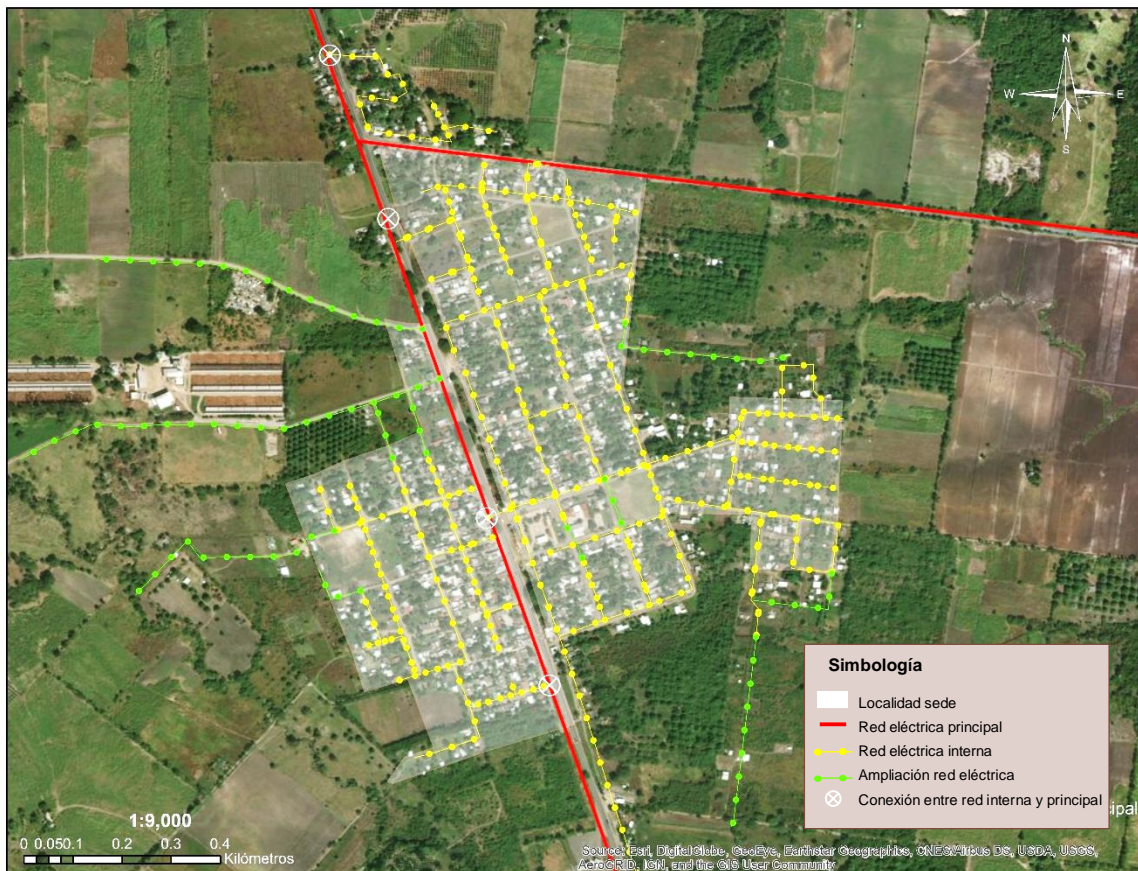 N
W E
S
Simbología
Localidad sede
Red eléctrica principal
Red eléctrica interna
Ampliación red eléctrica
Conexión entre red interna y principal
cipal
1:9,000
0 0.050.1 0.2 0.3 0.4
Kilómetros
Source: Esri, DigitalGlobe, GeoEye, Earthstar Geographics, CNES/Airbus DS, USDA, USGS,
AeroGRID, IGN, and the GIS User Community